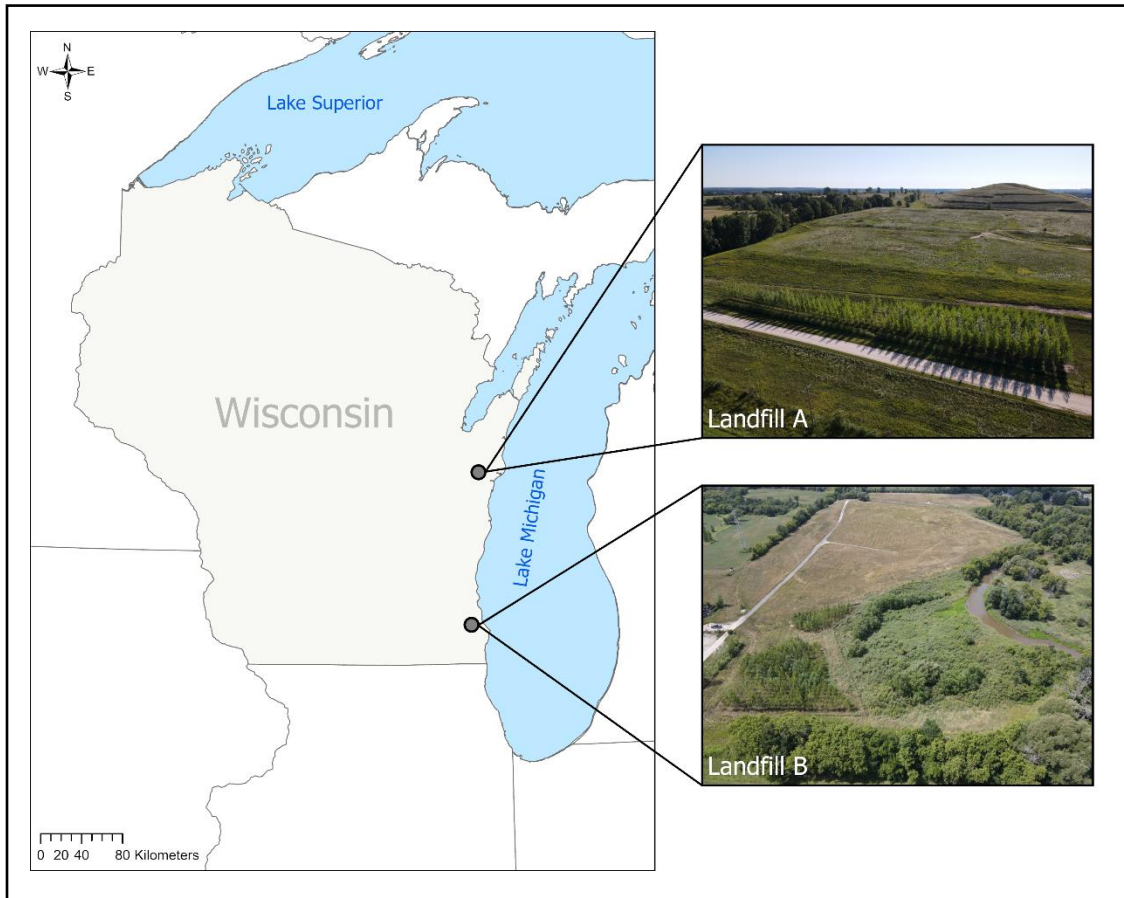 N
W E
S
Lake Superior
Wisconsin
Lake Michigan
0 20 40 80 Kilometers
Landfill A
Landfill B